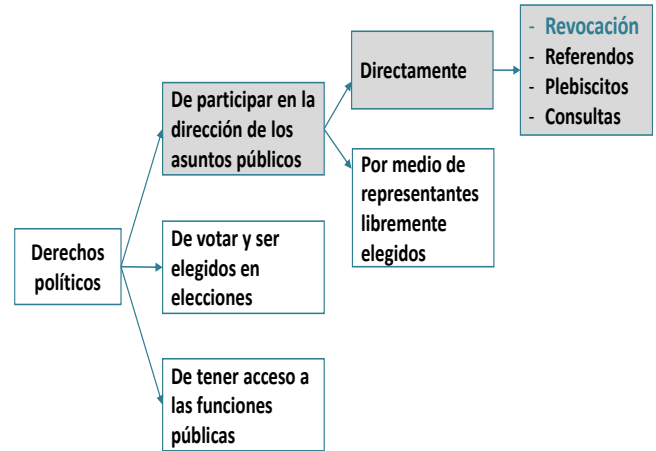 Derechos
políticos
De participar en la
dirección de los
asuntos públicos
Directamente
- Revocación
- Referendos
- Plebiscitos
- Consultas
Por medio de
representantes
libremente
elegidos
De votar y ser
elegidos en
elecciones
De tener acceso a
las funciones
públicas